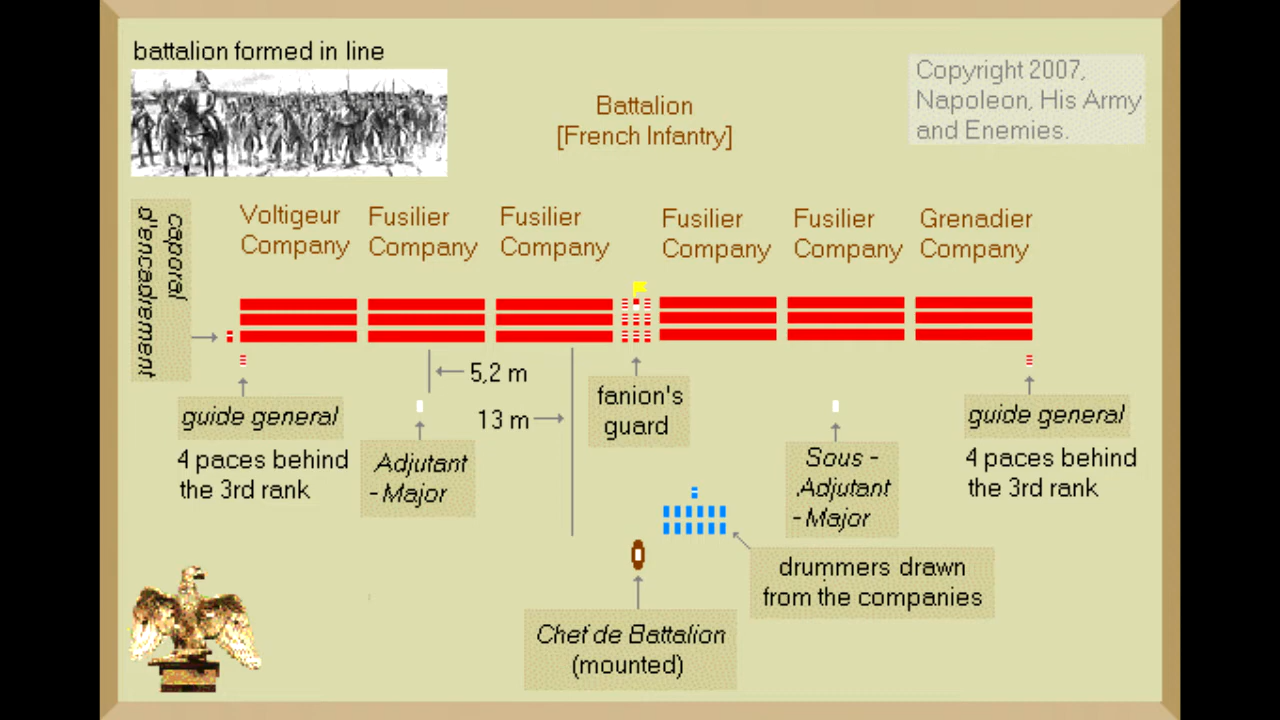 battalion formed in line
Copyright 2007,
Napoleon, His Army
and Enemies.
Battalion
[French Infantry]
caporal
d'encadrement
Voltigeur
Company
Fusilier
Company
Fusilier
Company
Fusilier
Company
Fusilier
Company
Grenadier
Company
5,2 m
13 m
fanion's
guard
guide general
4 paces behind
the 3rd rank
Adjutant
-Major
Sous -
Adjutant
-Major
guide general
4 paces behind
the 3rd rank
drummers drawn
from the companies
Chef de Battalion
(mounted)